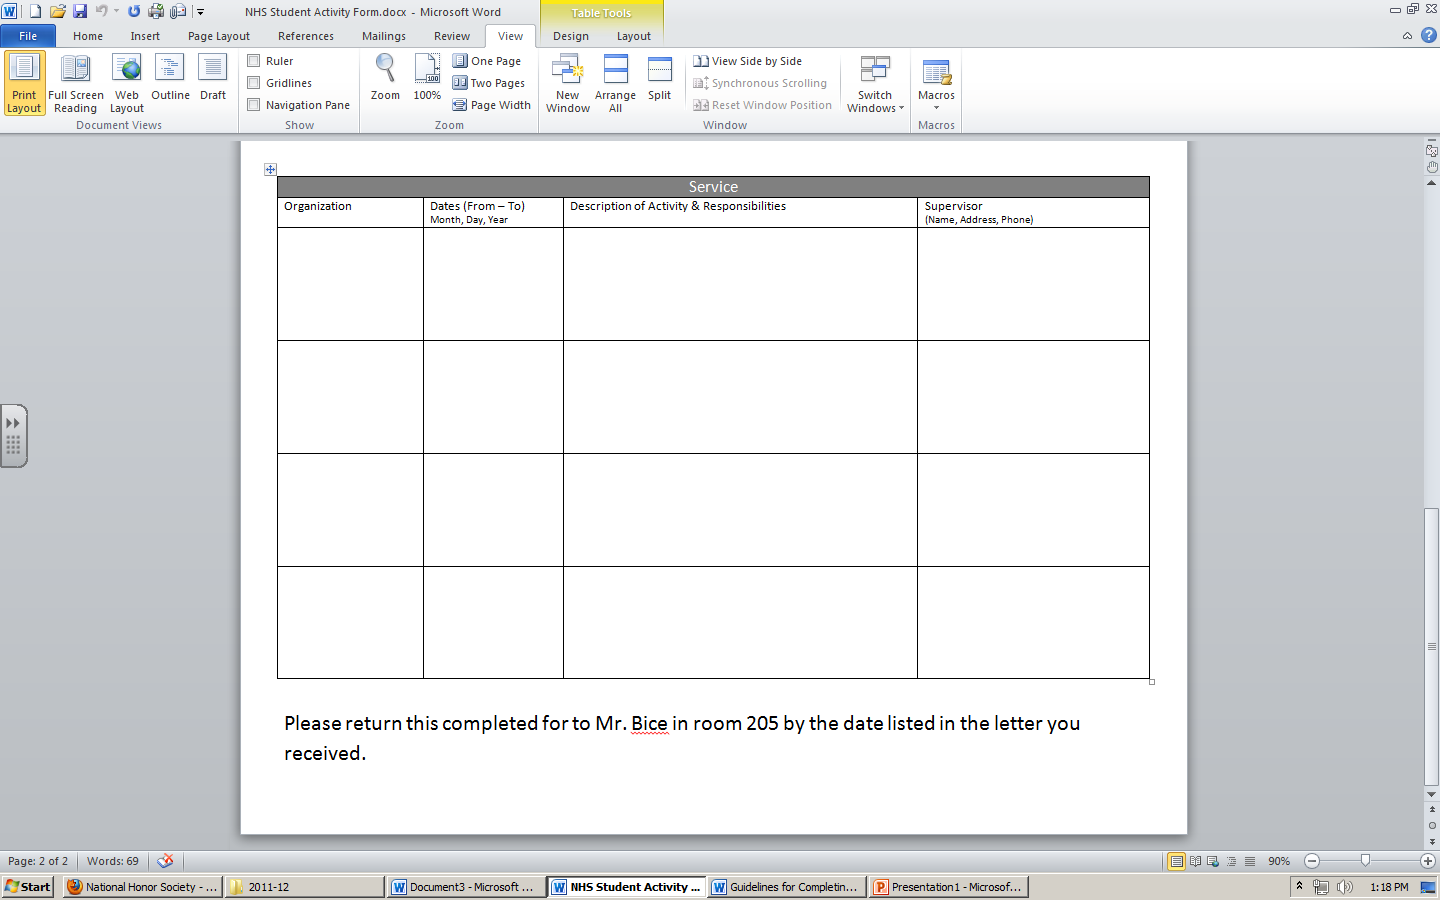 NHS Student Activity Form.docx - Microsoft Word
Table Tools
File Home Insert Page Layout References Mailings Review View Design Layout
Print Layout
Full Screen Reading
Web Layout
Outline
Draft
Document Views
Ruler
Gridlines
Navigation Pane
Show
Zoom
100%
One Page
Two Pages
Page Width
Zoom
New Window
Arrange All
Split
View Side by Side
Synchronous Scrolling
Reset Window Position
Window
Switch Windows
Macros
Macros
Service
Organization
Dates (From – To)
Month, Day, Year
Description of Activity & Responsibilities
Supervisor
(Name, Address, Phone)
Please return this completed for to Mr. Bice in room 205 by the date listed in the letter you
received.
Page: 2 of 2 Words: 69 90%
Start National Honor Society - ... 2011-12 Document3 - Microsoft ... NHS Student Activity ... Guidelines for Completin... Presentation1 - Microsof... 1:18 PM